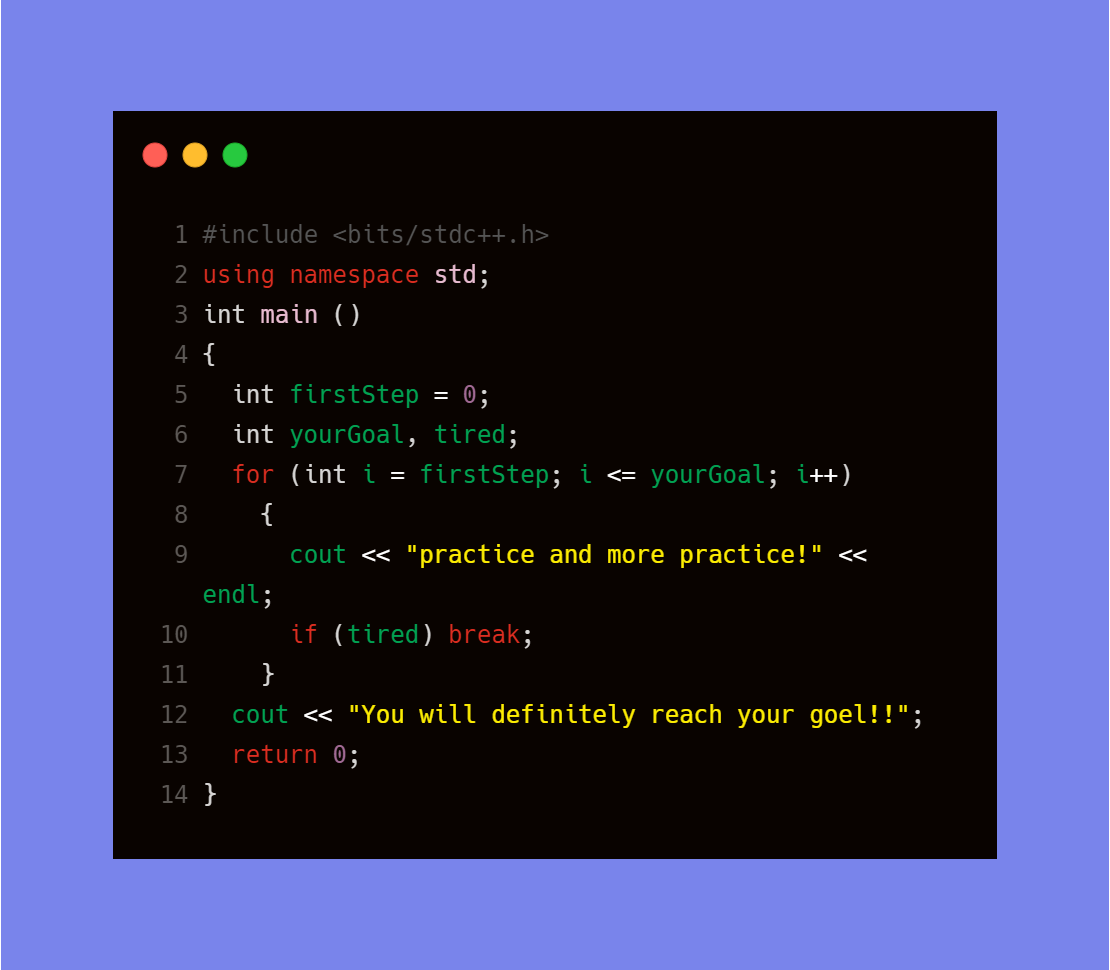 1 #include <bits/stdc++.h>
2 using namespace std;
3 int main ()
4 {
5   int firstStep = 0;
6   int yourGoal, tired;
7   for (int i = firstStep; i <= yourGoal; i++)
8     {
9       cout << "practice and more practice!" <<
endl;
10       if (tired) break;
11     }
12   cout << "You will definitely reach your goel!!";
13   return 0;
14 }